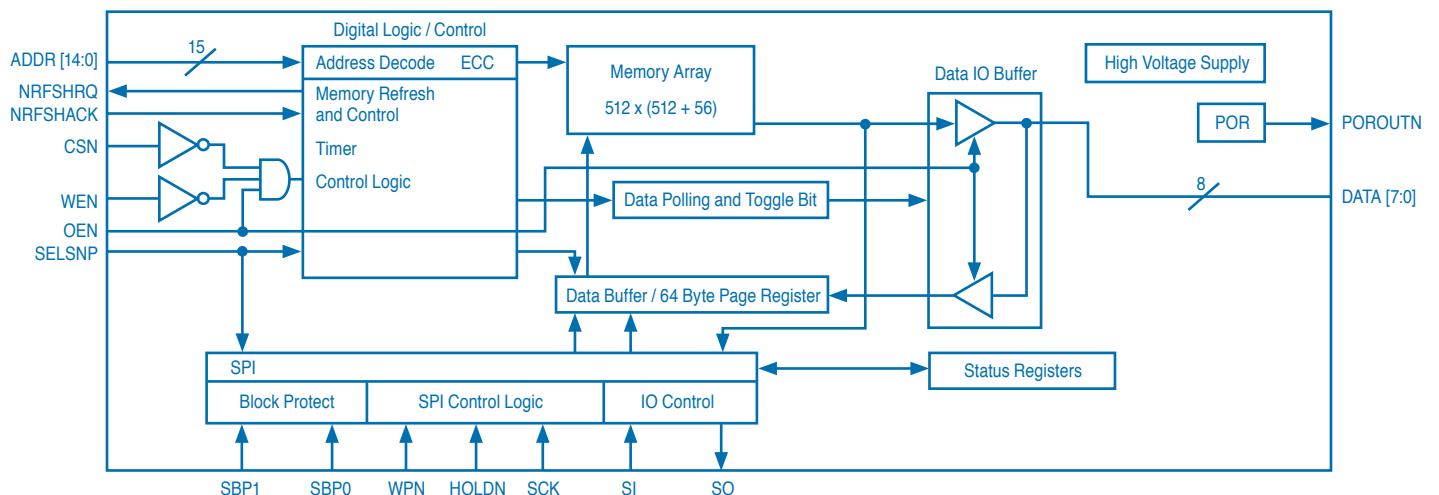 Digital Logic / Control
ADDR [14:0]
15
Address Decode ECC
NRFSHRQ
NRFSHACK
Memory Refresh
and Control
CSN
Timer
WEN
Control Logic
OEN
SELSNP
Memory Array
512 x (512 + 56)
Data Polling and Toggle Bit
Data Buffer / 64 Byte Page Register
Data IO Buffer
High Voltage Supply
POR
POROUTN
8
DATA [7:0]
SPI
Block Protect
SPI Control Logic
IO Control
Status Registers
SBP1
SBP0
WPN
HOLDN
SCK
SI
SO